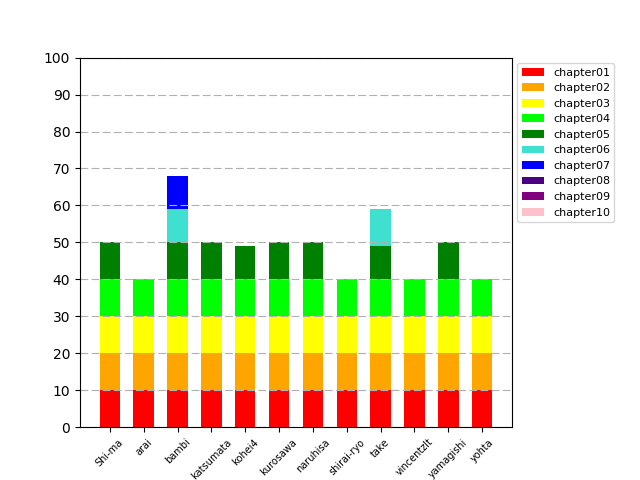 100
90
80
70
60
50
40
30
20
10
0
Shi-ma
arai
bambi
katsumata
kohei4
kurosawa
naruhisa
shirai-ryo
take
vincentzlt
yamagishi
yohta
chapter01
chapter02
chapter03
chapter04
chapter05
chapter06
chapter07
chapter08
chapter09
chapter10